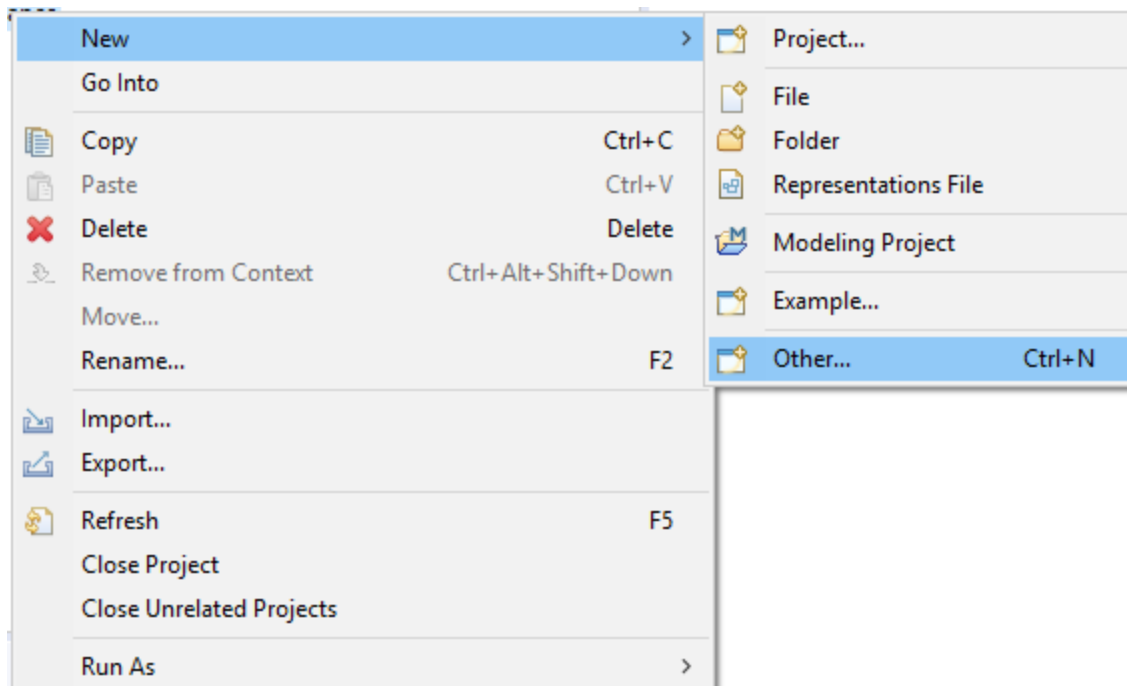 New
Go Into
Copy Ctrl+C
Paste Ctrl+V
Delete Delete
Remove from Context Ctrl+Alt+Shift+Down
Move...
Rename... F2
Import...
Export...
Refresh F5
Close Project
Close Unrelated Projects
Run As
Project...
File
Folder
Representations File
Modeling Project
Example...
Other... Ctrl+N